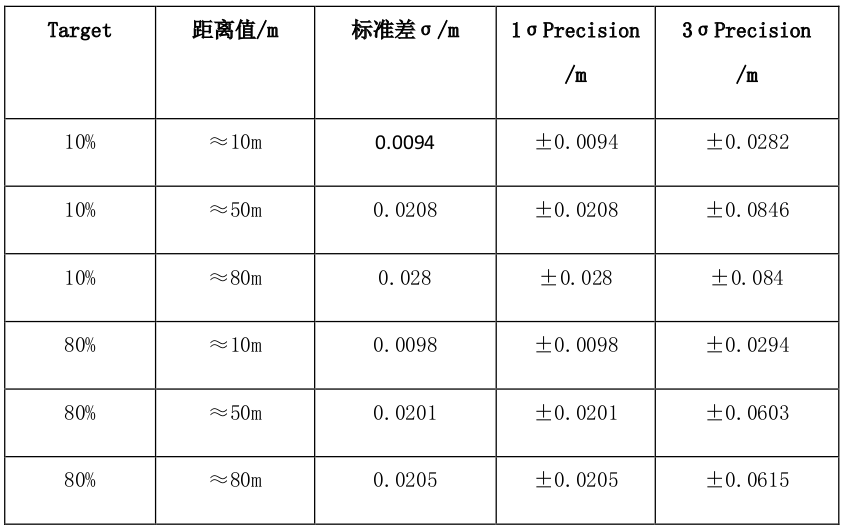 Target 距离值/m 标准差σ/m 1σPrecision 3σPrecision
/m /m
10% ≈10m 0.0094 ±0.0094 ±0.0282
10% ≈50m 0.0208 ±0.0208 ±0.0846
10% ≈80m 0.028 ±0.028 ±0.084
80% ≈10m 0.0098 ±0.0098 ±0.0294
80% ≈50m 0.0201 ±0.0201 ±0.0603
80% ≈80m 0.0205 ±0.0205 ±0.0615